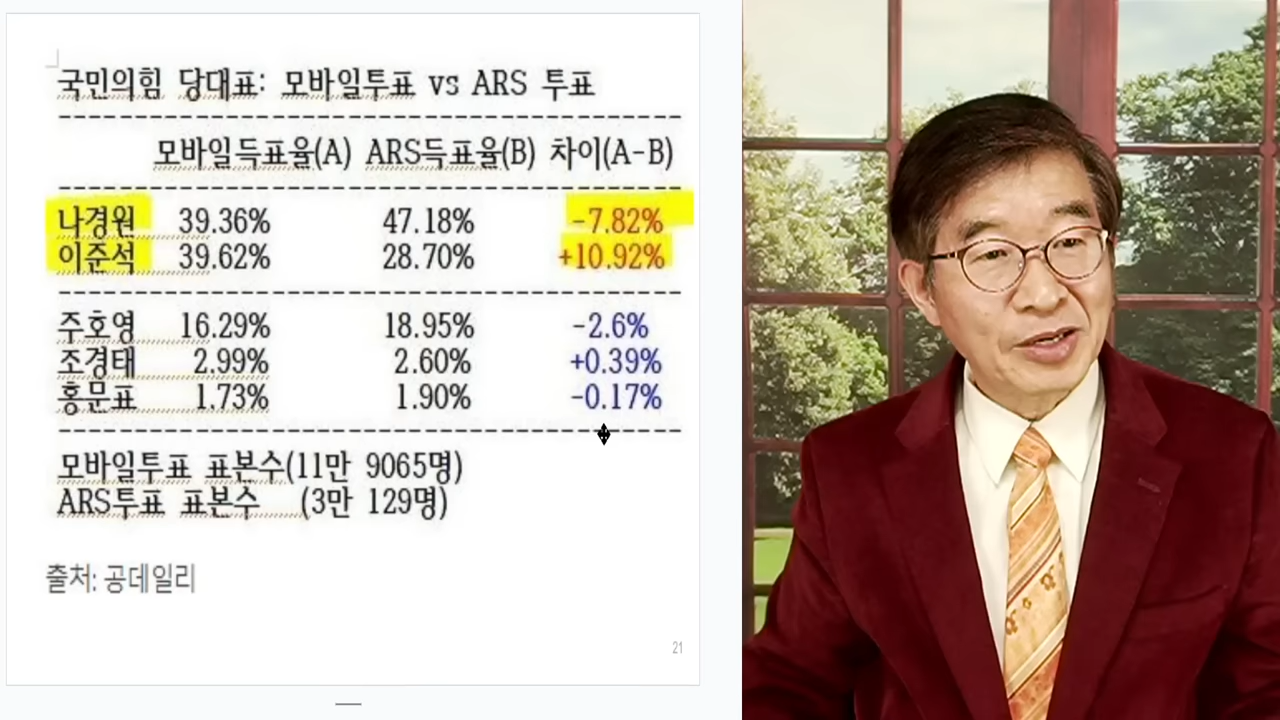 국민의힘 당대표: 모바일투표 vs ARS 투표
모바일득표율(A) ARS득표율(B) 차이(A-B)
나경원 39.36% 47.18% -7.82%
이준석 39.62% 28.70% +10.92%
주호영 16.29% 18.95% -2.6%
조경태 2.99% 2.60% +0.39%
홍문표 1.73% 1.90% -0.17%
모바일투표 표본수(11만 9065명)
ARS투표 표본수 (3만 129명)
출처: 공데일리
21